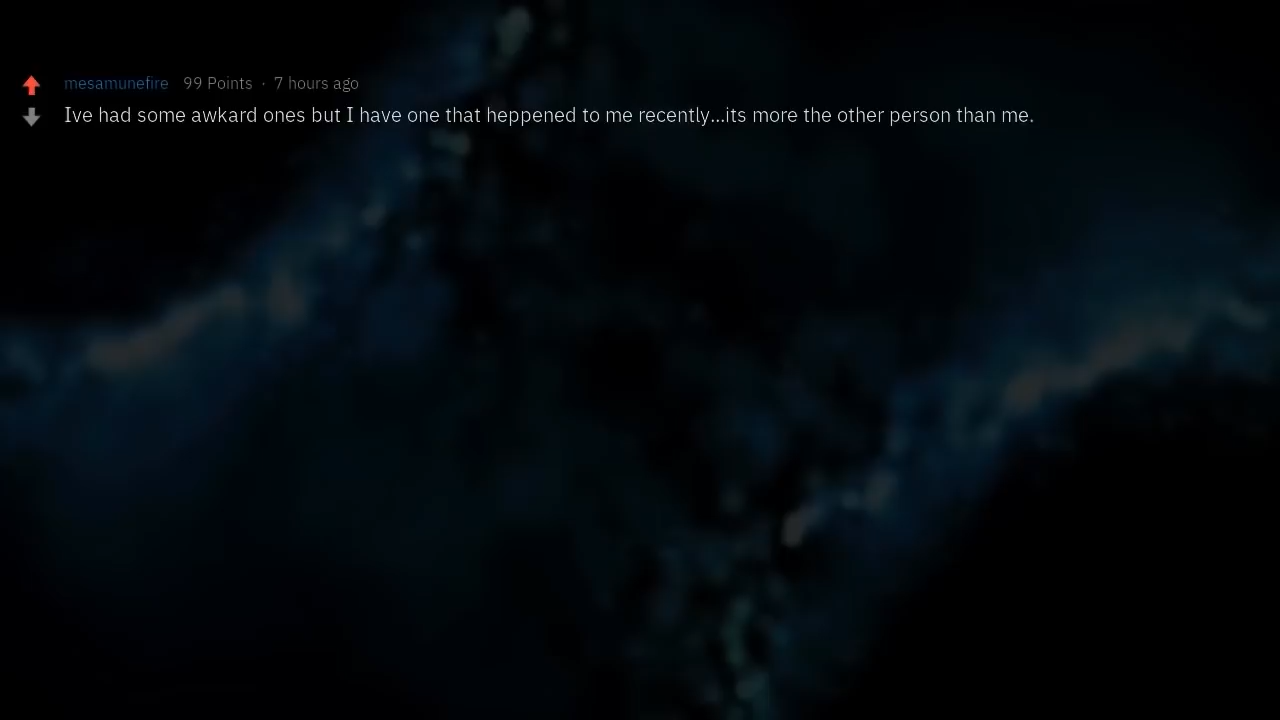 mesamunefire 99 Points · 7 hours ago
Ive had some awkard ones but I have one that heppened to me recently...its more the other person than me.